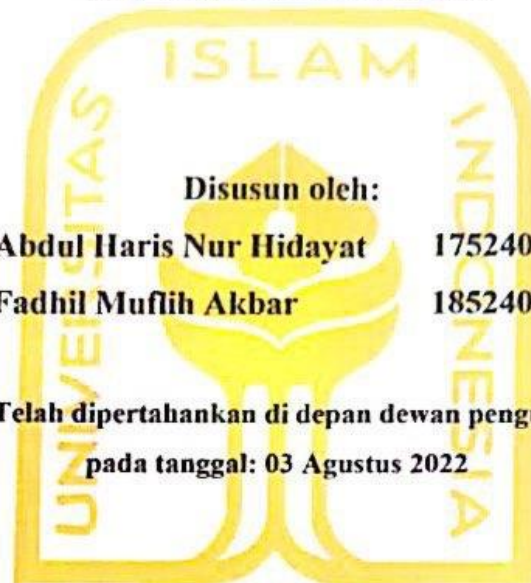 ISLAM
UNIVERSITAS
INDONESIA
Disusun oleh:
Abdul Haris Nur Hidayat 175240
Fadhil Muflih Akbar 185240
Telah dipertahankan di depan dewan peng
pada tanggal: 03 Agustus 2022